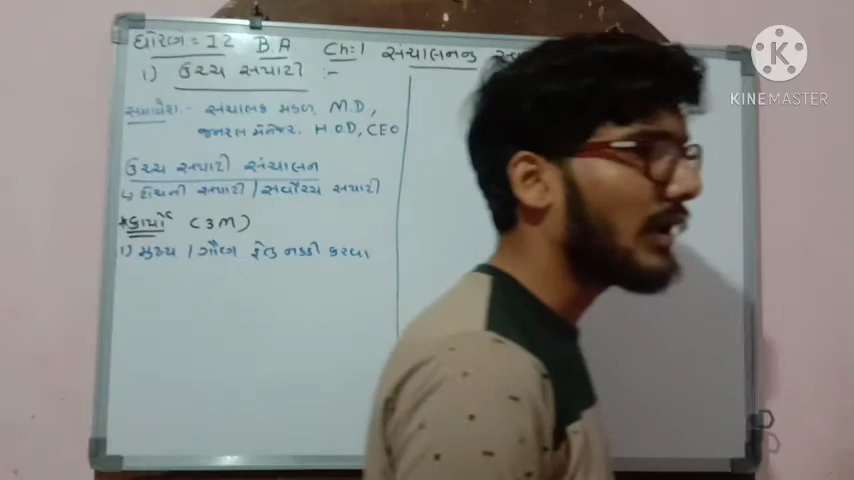 ધોરણ = 12 B.A Ch:1 સંચાલનનુ
1) ઉચ્ચ સપાટી :-
સમાવેશ :- સંચાલક મંડળ, M.D,
જનરલ મેનેજર, H.O.D, CEO
ઉચ્ચ સપાટી સંચાલન
↳ ટોચની સપાટી / સર્વોચ્ચ સપાટી
*કાર્યો (3M)
1) મુખ્ય / ગૌણ હેતુ નક્કી કરવા
K
KINEMASTER